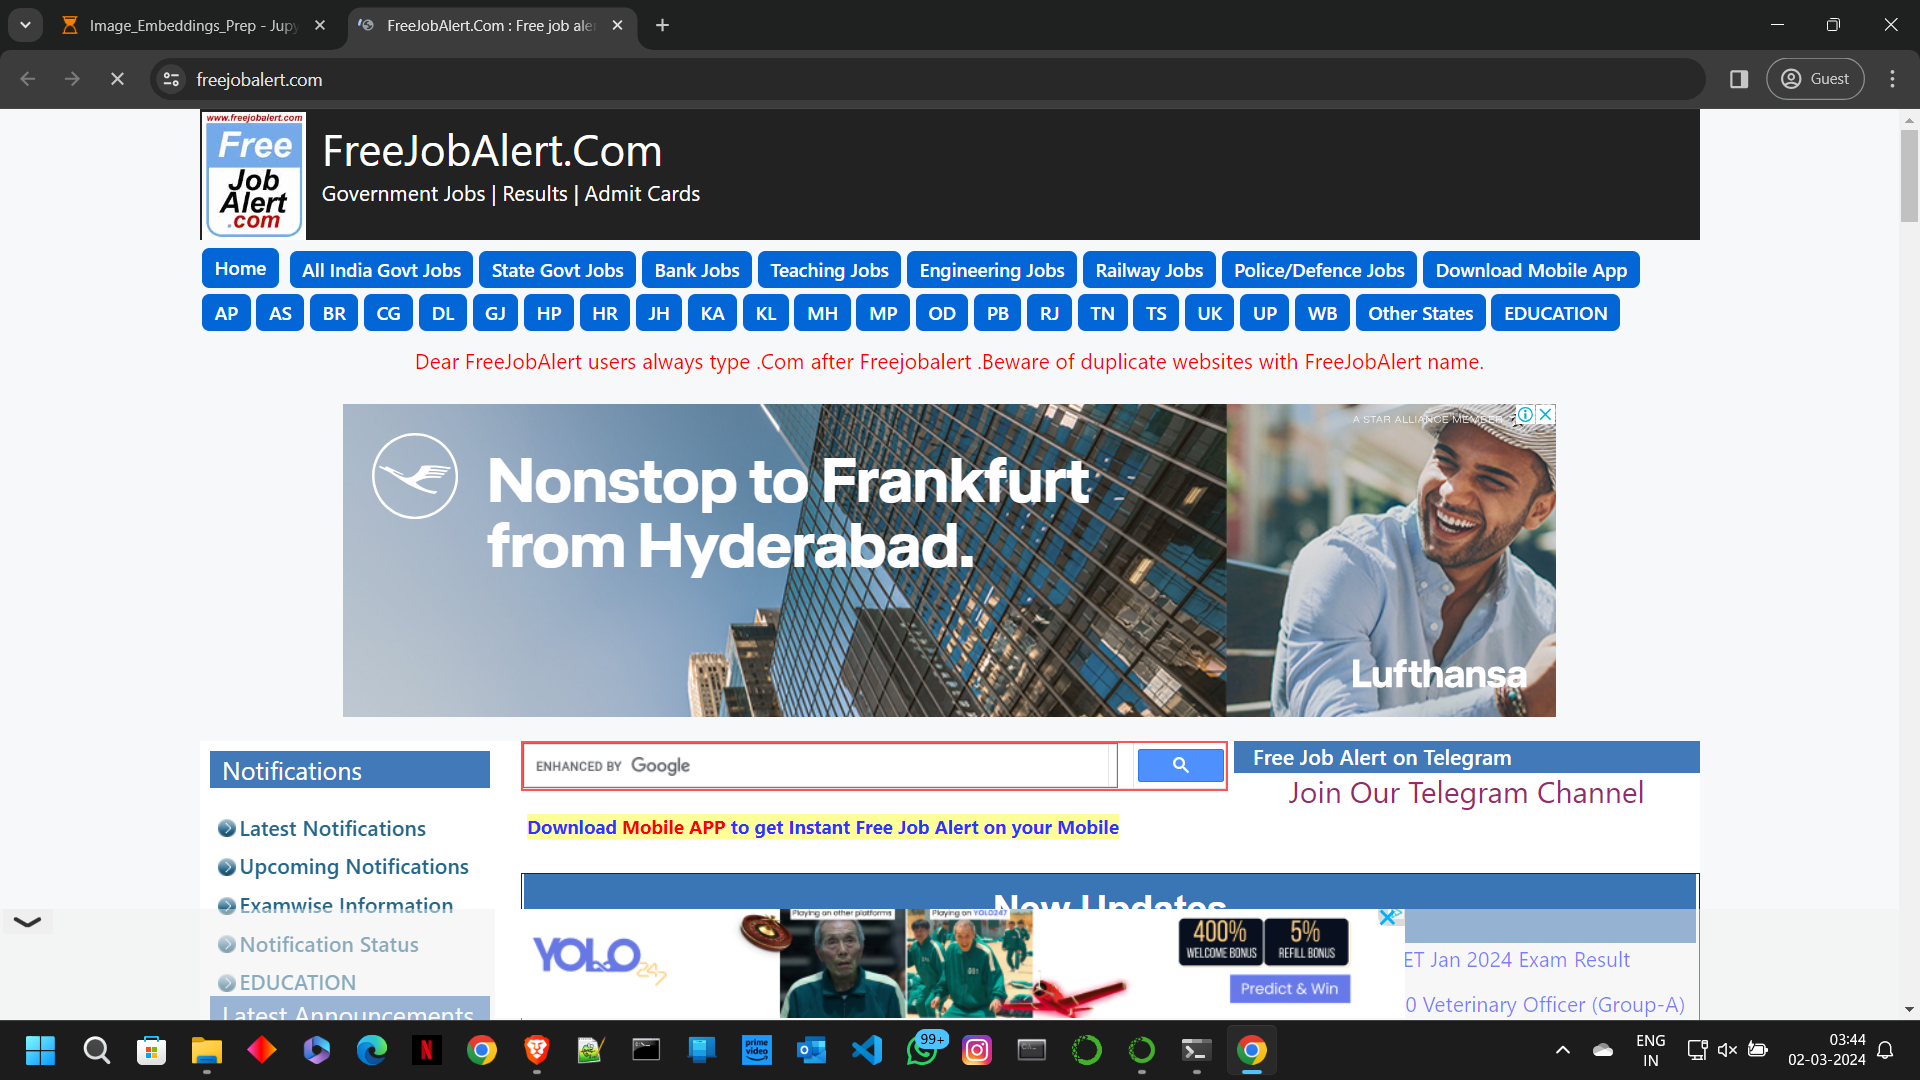 Image_Embeddings_Prep - Jupy
FreeJobAlert.Com : Free job aler
freejobalert.com
Guest
www.freejobalert.com
Free
Job
Alert
.com
FreeJobAlert.Com
Government Jobs | Results | Admit Cards
Home All India Govt Jobs State Govt Jobs Bank Jobs Teaching Jobs Engineering Jobs Railway Jobs Police/Defence Jobs Download Mobile App
AP AS BR CG DL GJ HP HR JH KA KL MH MP OD PB RJ TN TS UK UP WB Other States EDUCATION
Dear FreeJobAlert users always type .Com after Freejobalert .Beware of duplicate websites with FreeJobAlert name.
A STAR ALLIANCE MEMBER
Nonstop to Frankfurt
from Hyderabad.
Lufthansa
Notifications
Latest Notifications
Upcoming Notifications
Examwise Information
Notification Status
EDUCATION
Latest Announcements
ENHANCED BY Google
Download Mobile APP to get Instant Free Job Alert on your Mobile
New Updates
Free Job Alert on Telegram
Join Our Telegram Channel
ET Jan 2024 Exam Result
0 Veterinary Officer (Group-A)
YOLO
247
Playing on other platforms
Playing on YOLO247
400%
WELCOME BONUS
5%
REFILL BONUS
Predict & Win
prime
video
99+
ENG
IN
03:44
02-03-2024